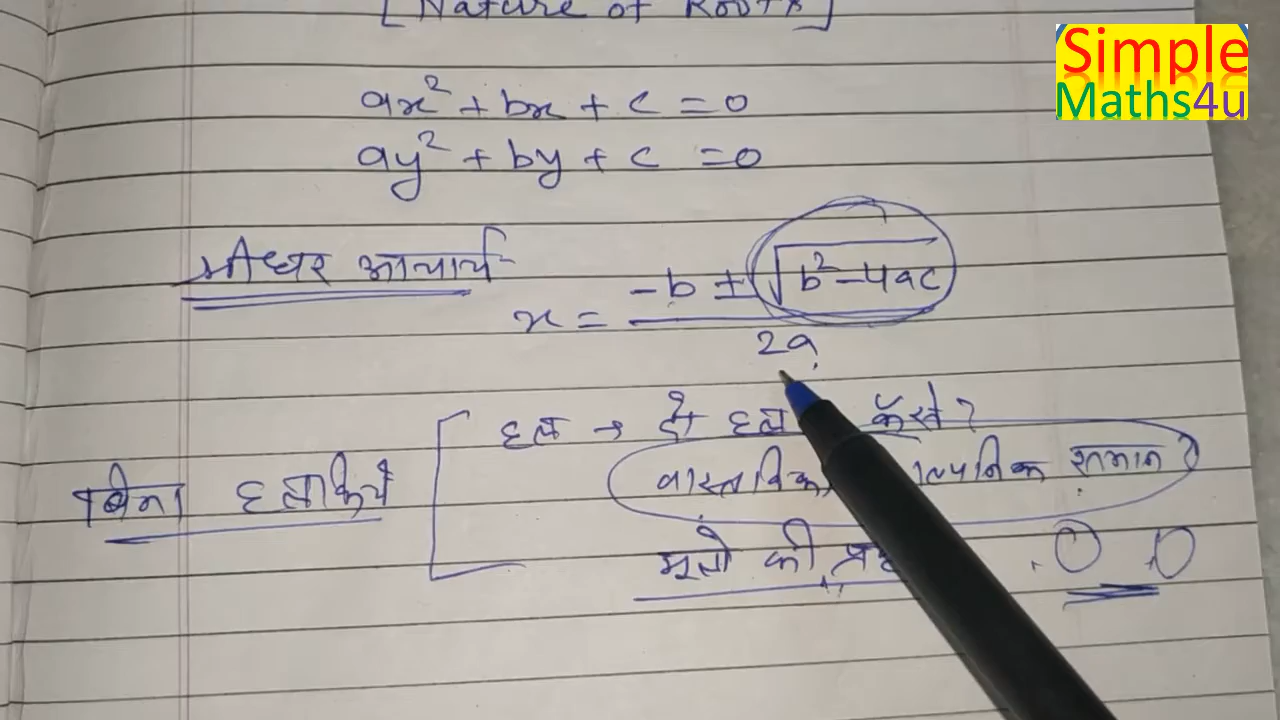 [Nature of Roots]
Simple
Maths4u
ax² + bx + c = 0
ay² + by + c = 0
श्रीधर आचार्य
x = -b ± √b²-4ac / 2a
हल → दो हल कैसे?
बिना हल किये
वास्तविक समान?
मूलो की